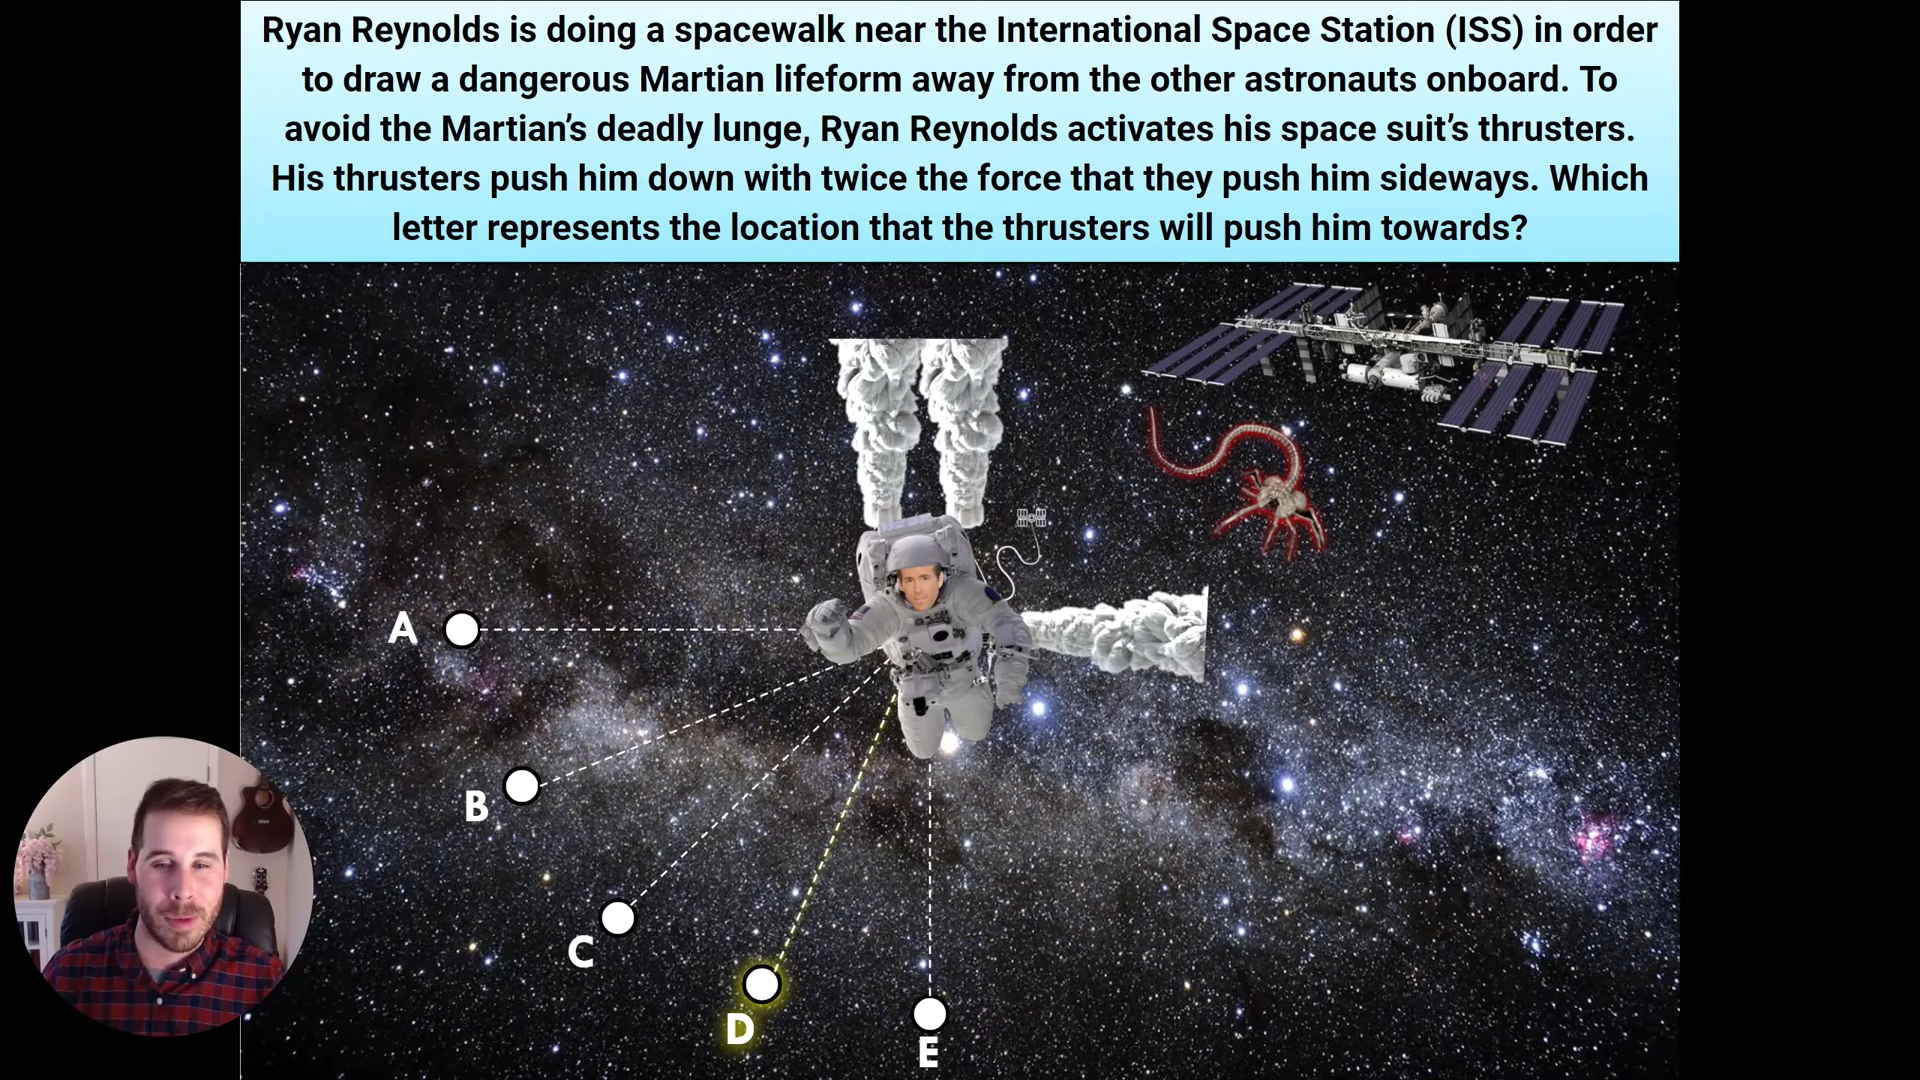 Ryan Reynolds is doing a spacewalk near the International Space Station (ISS) in order
to draw a dangerous Martian lifeform away from the other astronauts onboard. To
avoid the Martian’s deadly lunge, Ryan Reynolds activates his space suit’s thrusters.
His thrusters push him down with twice the force that they push him sideways. Which
letter represents the location that the thrusters will push him towards?
A
B
C
D
E